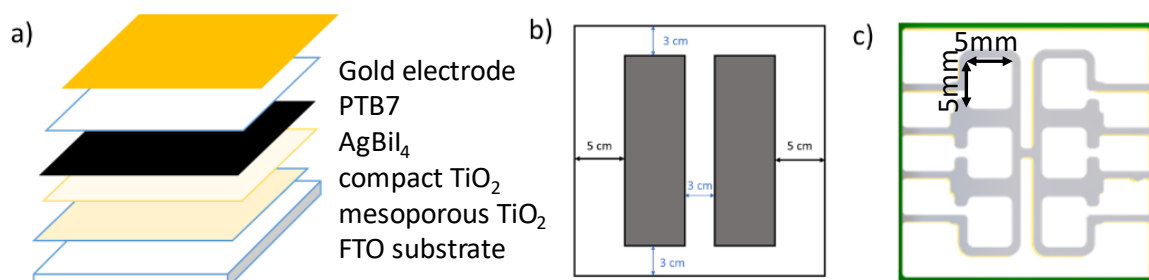 a)
Gold electrode
PTB7
AgBiI₄
compact TiO₂
mesoporous TiO₂
FTO substrate
b)
3 cm
5 cm
5 cm
3 cm
3 cm
c)
5mm
5mm